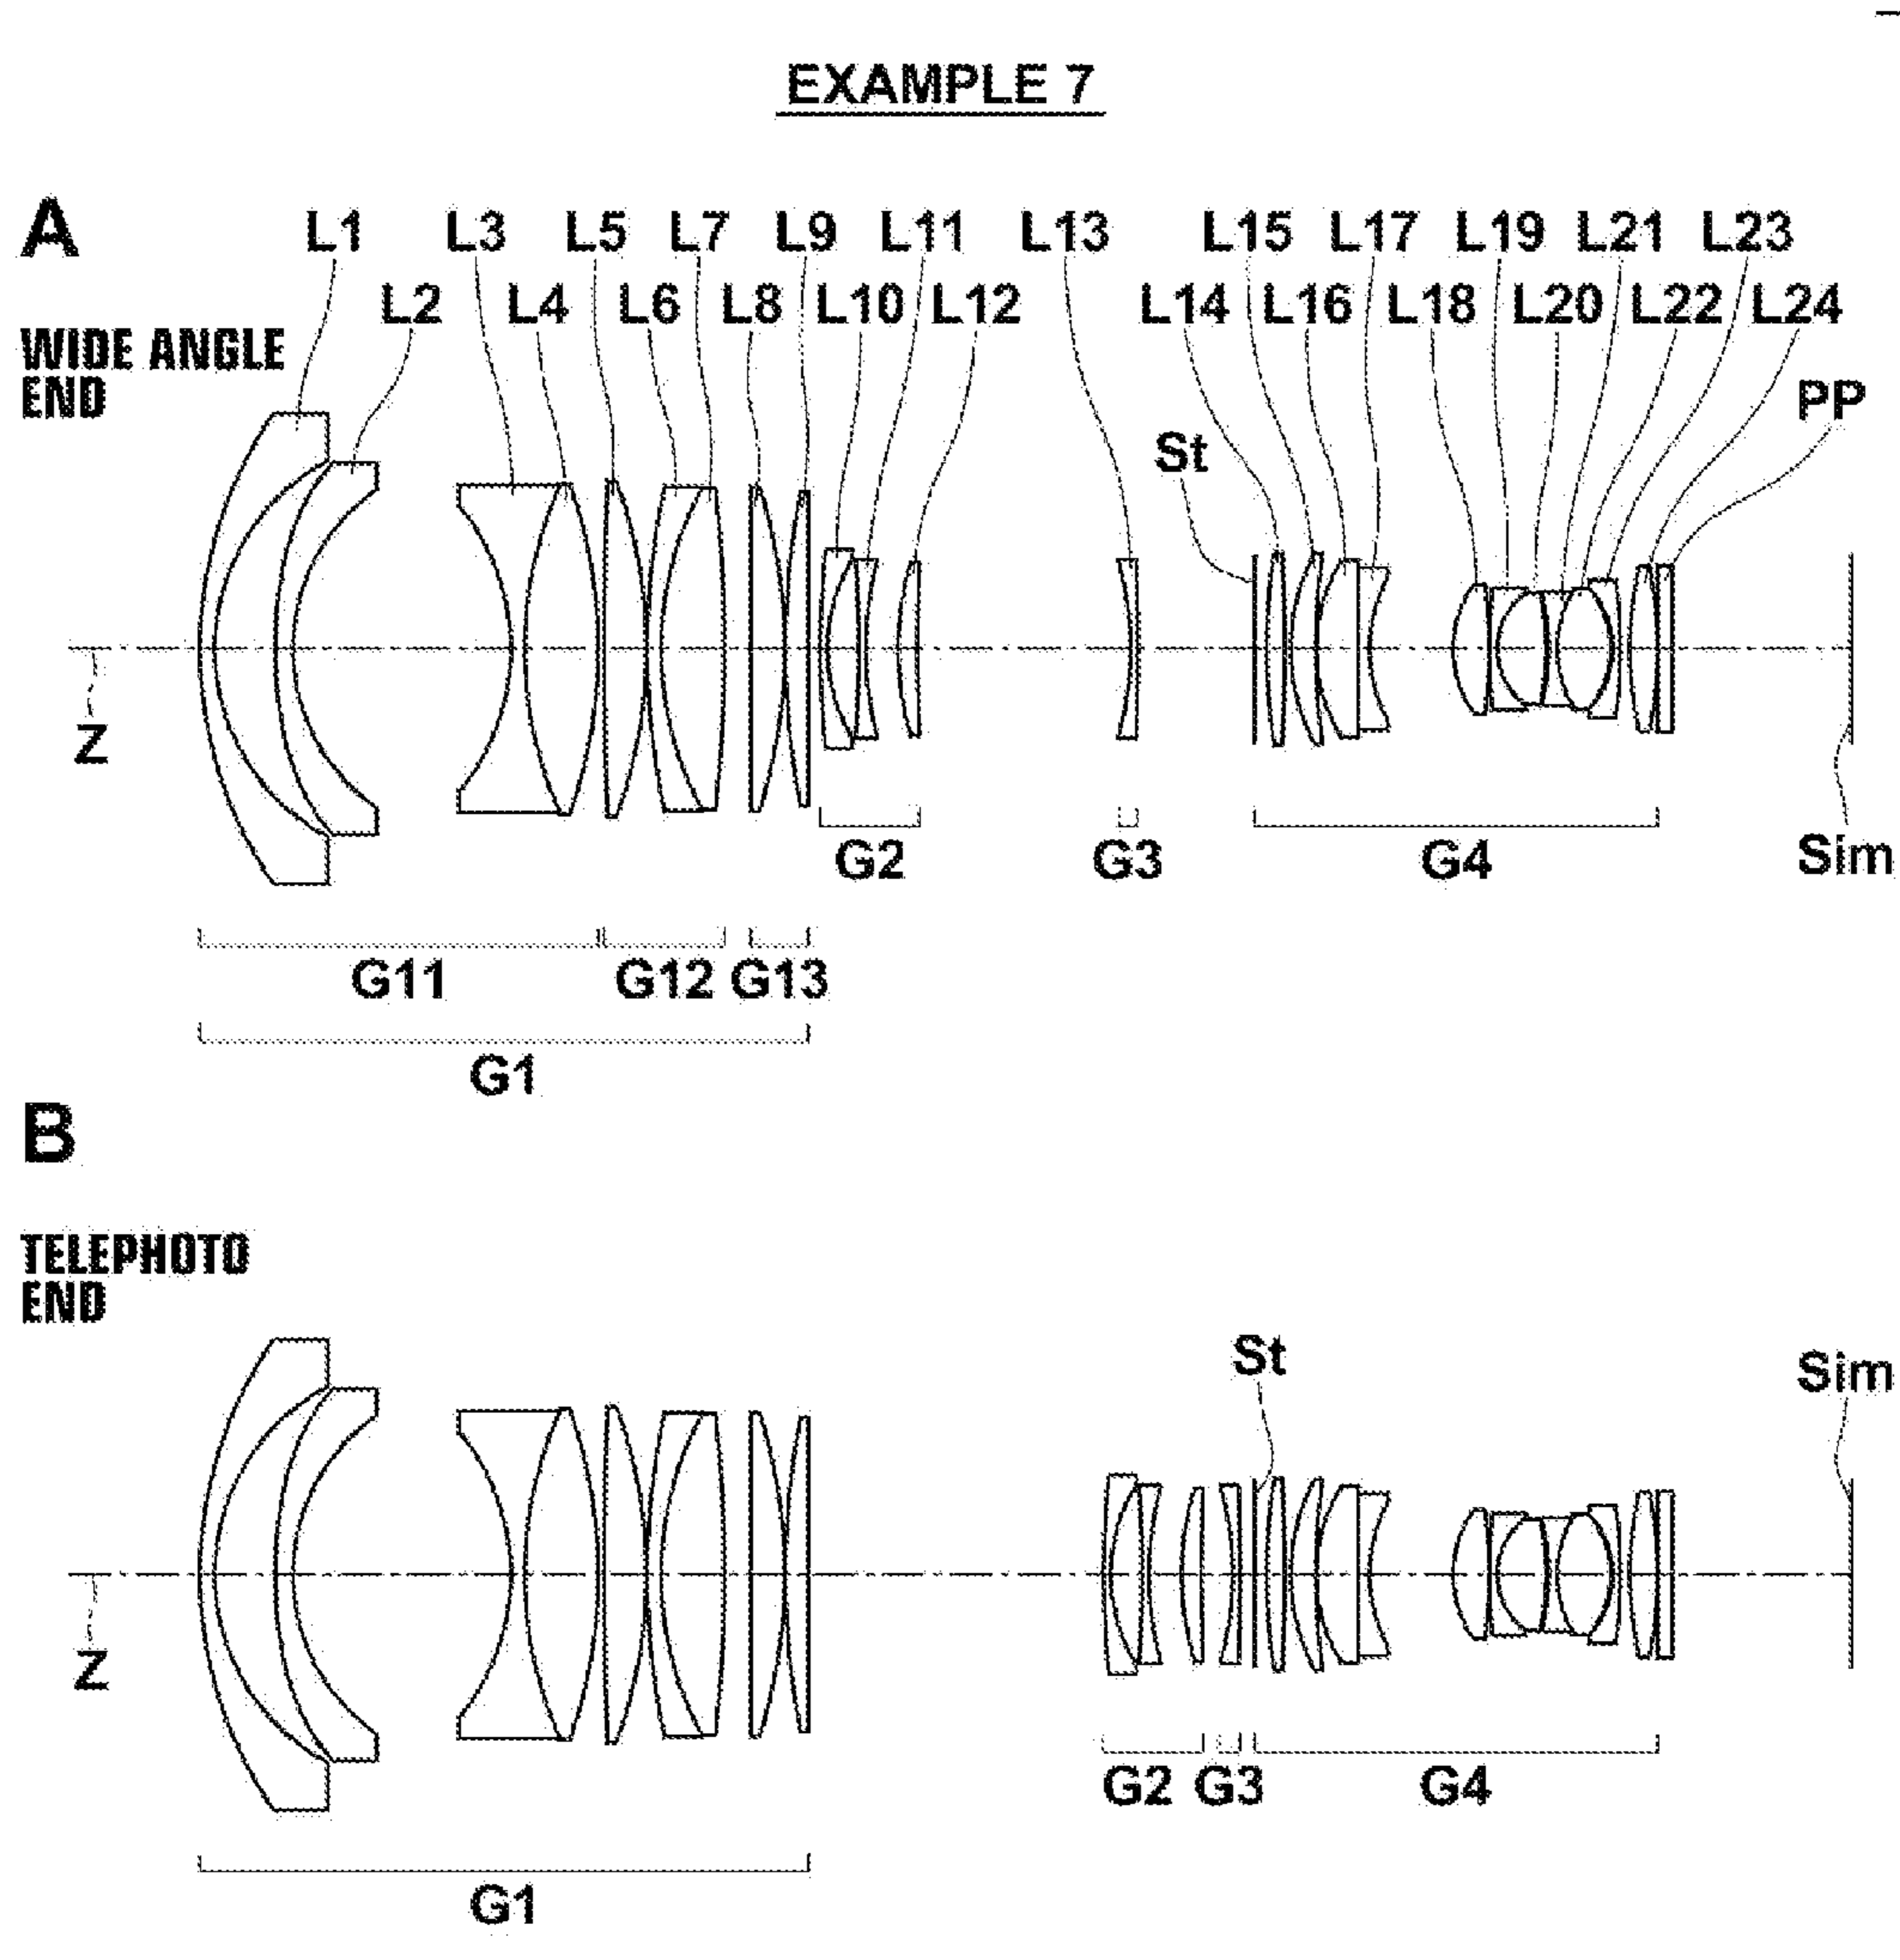 EXAMPLE 7
A
L1 L3 L5 L7 L9 L11 L13 L15 L17 L19 L21 L23
L2 L4 L6 L8 L10 L12 L14 L16 L18 L20 L22 L24
WIDE ANGLE
END
PP
St
Z
G2 G3 G4 Sim
G11 G12 G13
G1
B
TELEPHOTO
END
St Sim
Z
G2 G3 G4
G1